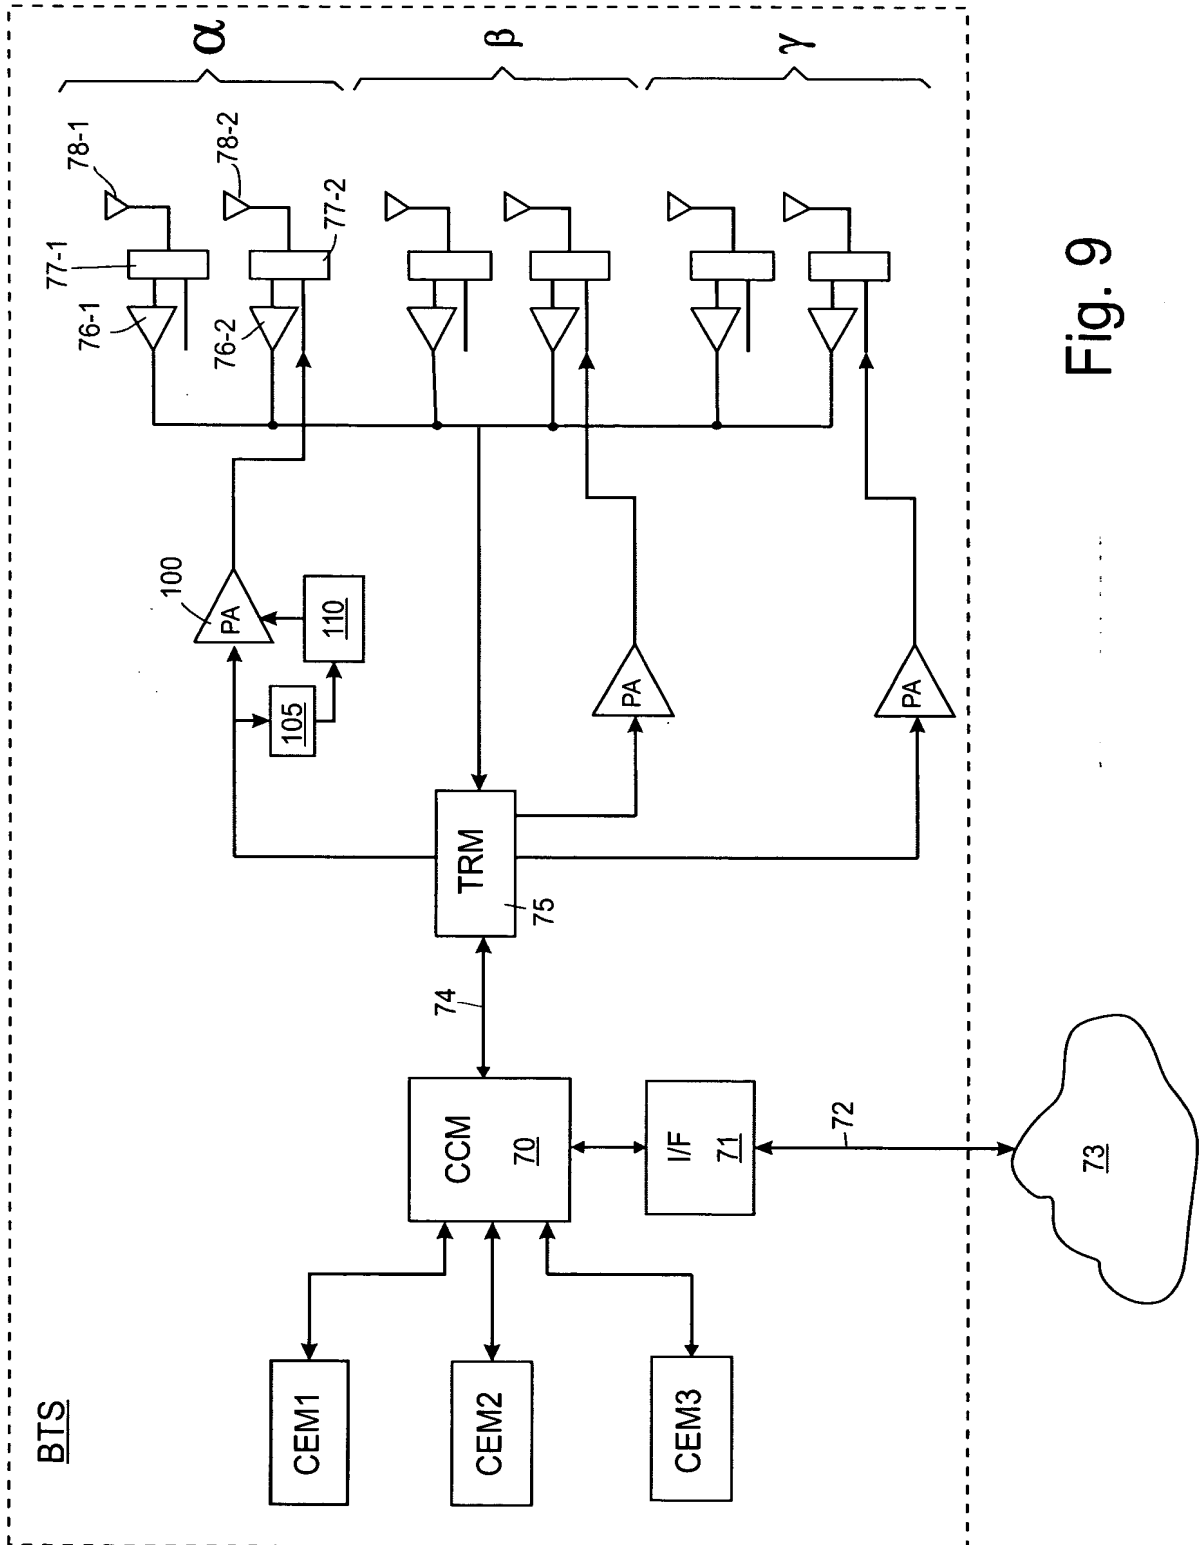 BTS
CEM1
CEM2
CEM3
CCM
70
I/F
71
72
73
74
TRM
75
105
110
100
PA
PA
PA
76-1
77-1
78-1
76-2
77-2
78-2
α
β
γ
Fig. 9